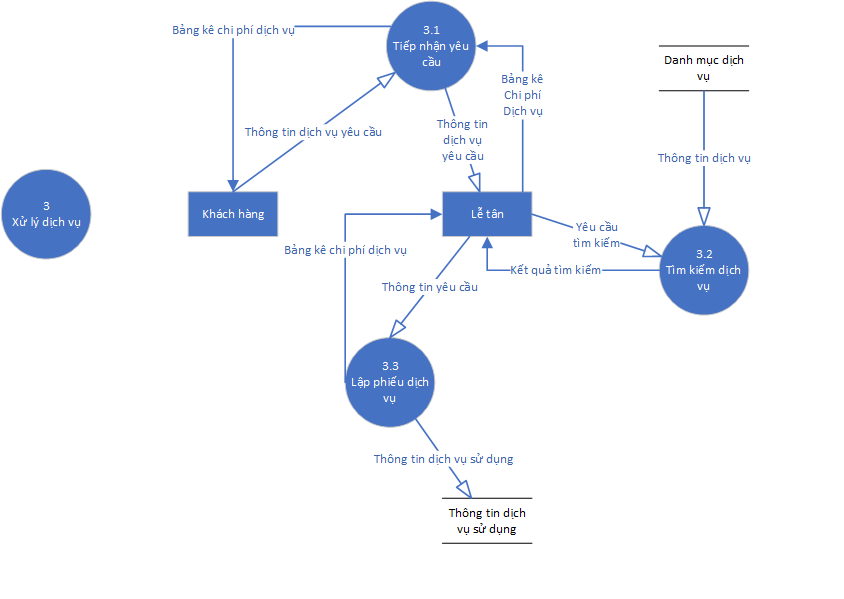 Bảng kê chi phí dịch vụ
3.1
Tiếp nhận yêu
cầu
Danh mục dịch
vụ
Bảng kê
Chi phí
Dịch vụ
Thông tin dịch vụ yêu cầu
Thông tin
dịch vụ
yêu cầu
Thông tin dịch vụ
3
Xử lý dịch vụ
Khách hàng
Lễ tân
Yêu cầu
tìm kiếm
Bảng kê chi phí dịch vụ
Kết quả tìm kiếm
3.2
Tìm kiếm dịch
vụ
Thông tin yêu cầu
3.3
Lập phiếu dịch
vụ
Thông tin dịch vụ sử dụng
Thông tin dịch
vụ sử dụng